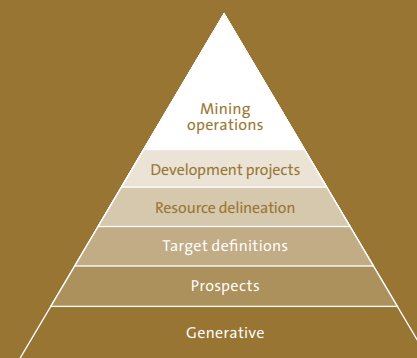 Mining
operations
Development projects
Resource delineation
Target definitions
Prospects
Generative